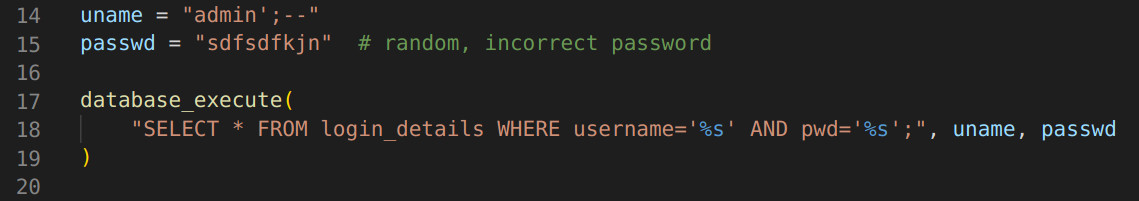 14 uname = "admin';--"
15 passwd = "sdfsdfkjn"  # random, incorrect password
16
17 database_execute(
18     "SELECT * FROM login_details WHERE username='%s' AND pwd='%s';", uname, passwd
19 )
20